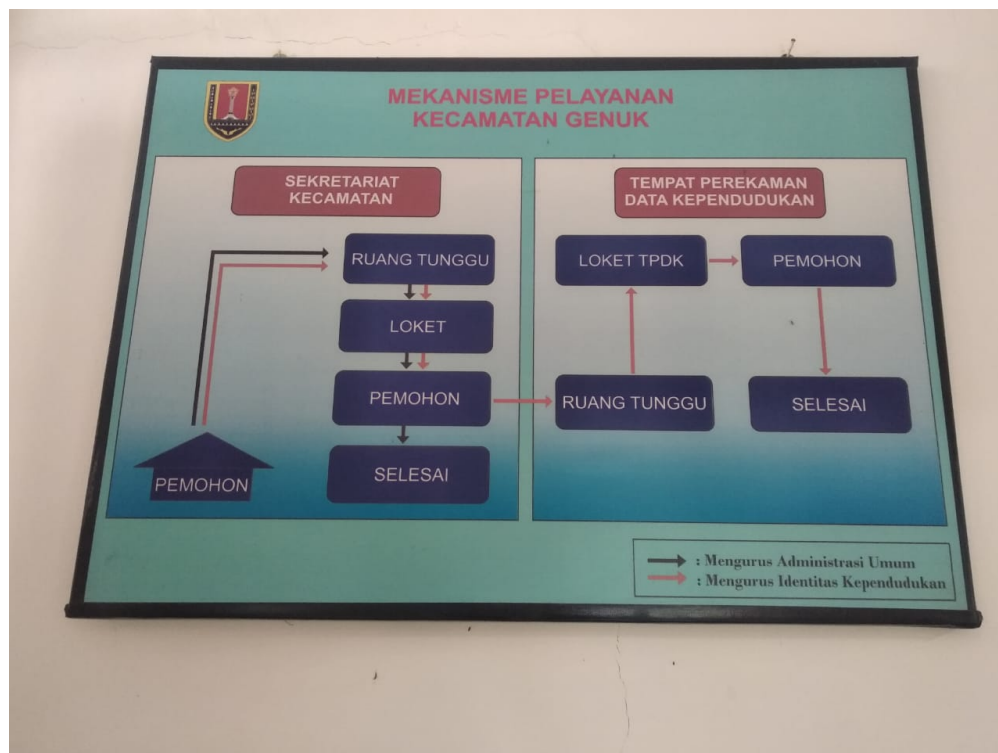 MEKANISME PELAYANAN
KECAMATAN GENUK
SEKRETARIAT
KECAMATAN
RUANG TUNGGU
LOKET
PEMOHON
SELESAI
PEMOHON
TEMPAT PEREKAMAN
DATA KEPENDUDUKAN
LOKET TPDK
PEMOHON
RUANG TUNGGU
SELESAI
: Mengurus Administrasi Umum
: Mengurus Identitas Kependudukan